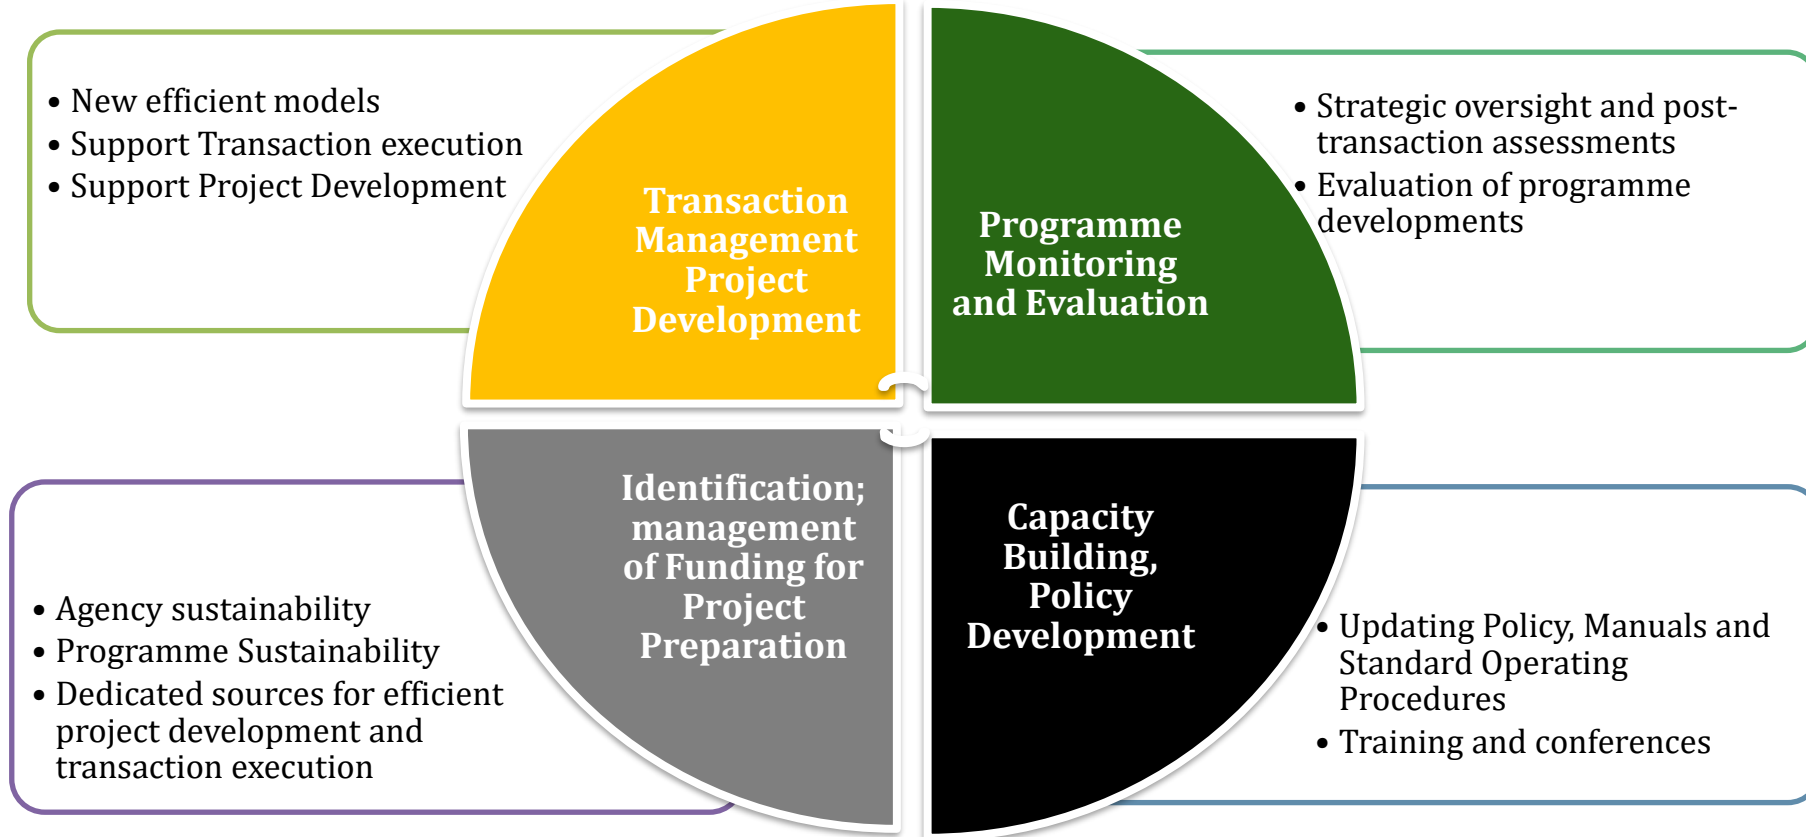 • New efficient models
• Support Transaction execution
• Support Project Development
Transaction
Management
Project
Development
Programme
Monitoring
and Evaluation
• Strategic oversight and post-
transaction assessments
• Evaluation of programme
developments
• Agency sustainability
• Programme Sustainability
• Dedicated sources for efficient
project development and
transaction execution
Identification;
management
of Funding for
Project
Preparation
Capacity
Building,
Policy
Development
• Updating Policy, Manuals and
Standard Operating
Procedures
• Training and conferences